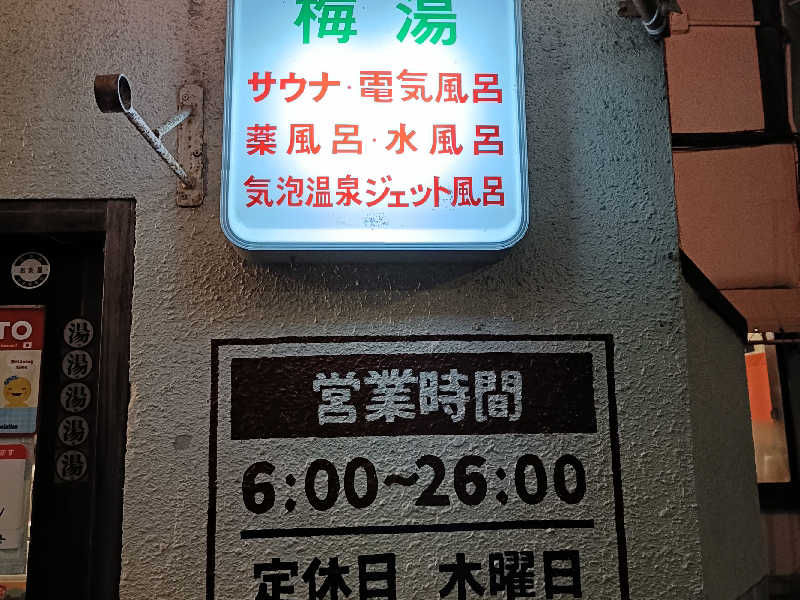 梅湯
サウナ・電気風呂
薬風呂・水風呂
気泡温泉ジェット風呂
TO
湯
湯
湯
湯
湯
営業時間
6:00~26:00
定休日 木曜日